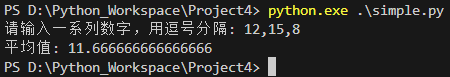 PS D:\Python_Workspace\Project4> python.exe .\simple.py
请输入一系列数字，用逗号分隔：12,15,8
平均值：11.666666666666666
PS D:\Python_Workspace\Project4>